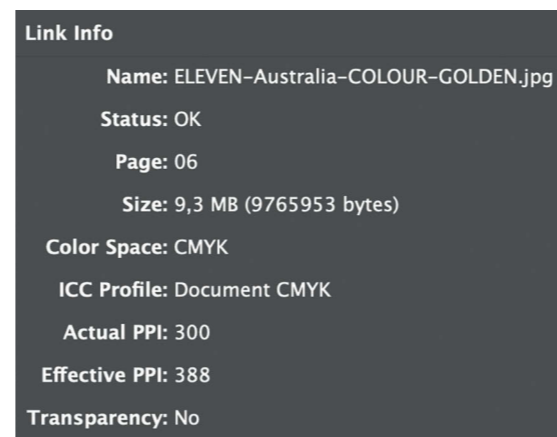 Link Info
Name: ELEVEN-Australia-COLOUR-GOLDEN.jpg
Status: OK
Page: 06
Size: 9,3 MB (9765953 bytes)
Color Space: CMYK
ICC Profile: Document CMYK
Actual PPI: 300
Effective PPI: 388
Transparency: No